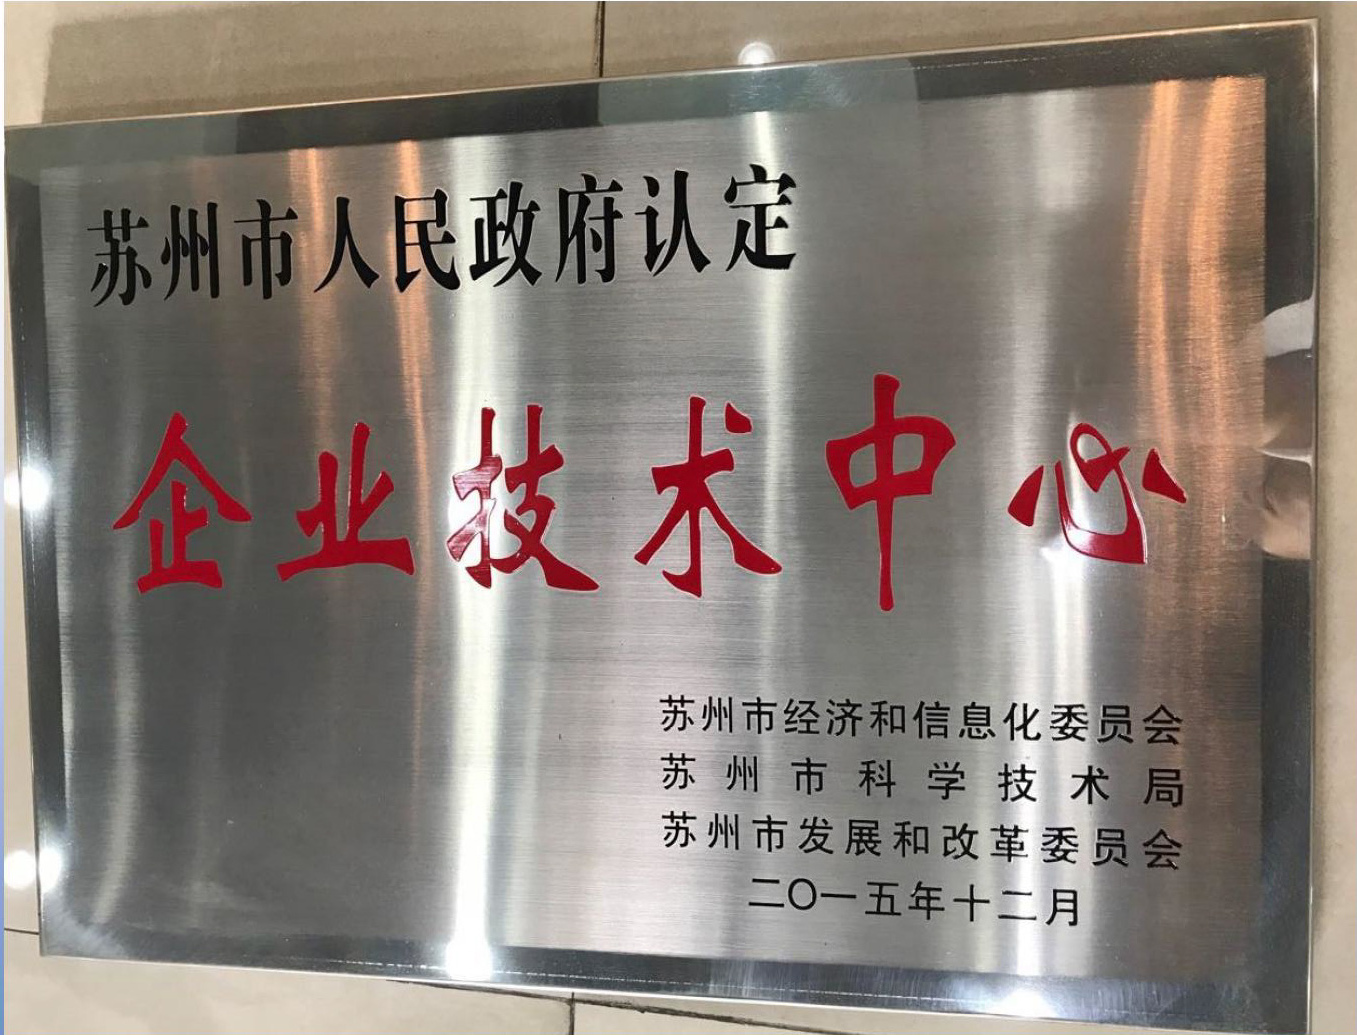 苏州市人民政府认定
企业技术中心
苏州市经济和信息化委员会
苏州市科学技术局
苏州市发展和改革委员会
二〇一五年十二月